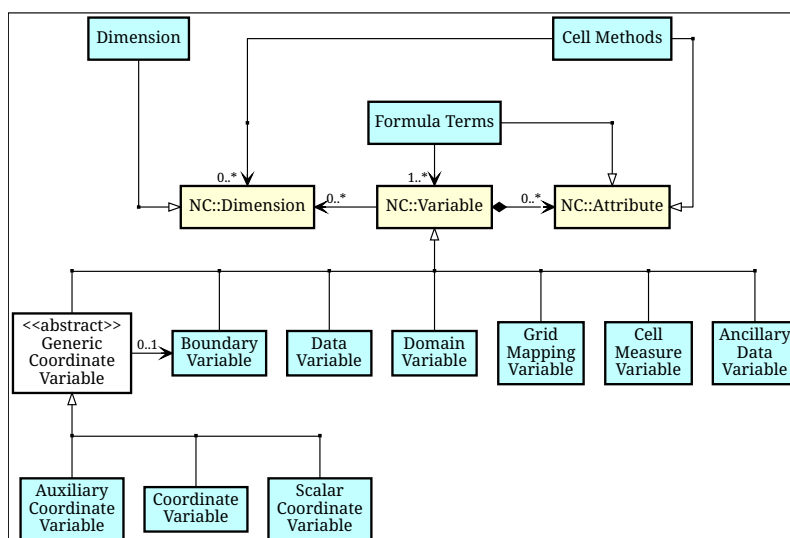 Dimension
Cell Methods
Formula Terms
0..*
1..*
NC::Dimension
0..*
NC::Variable
0..*
NC::Attribute
<<abstract>>
Generic
Coordinate
Variable
0..1
Boundary
Variable
Data
Variable
Domain
Variable
Grid
Mapping
Variable
Cell
Measure
Variable
Ancillary
Data
Variable
Auxiliary
Coordinate
Variable
Coordinate
Variable
Scalar
Coordinate
Variable